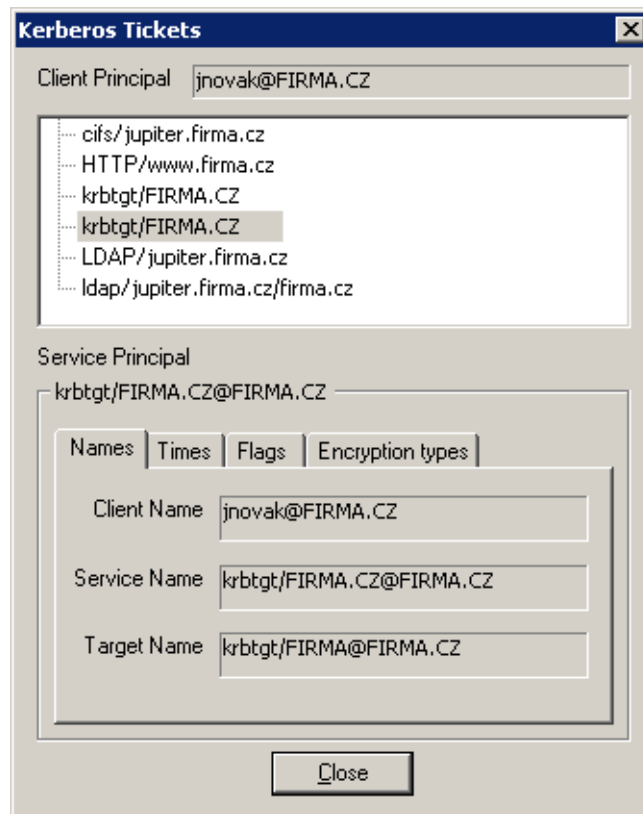 Kerberos Tickets
Client Principal jnovak@FIRMA.CZ
cifs/jupiter.firma.cz
HTTP/www.firma.cz
krbtgt/FIRMA.CZ
krbtgt/FIRMA.CZ
LDAP/jupiter.firma.cz
ldap/jupiter.firma.cz/firma.cz
Service Principal
krbtgt/FIRMA.CZ@FIRMA.CZ
Names Times Flags Encryption types
Client Name jnovak@FIRMA.CZ
Service Name krbtgt/FIRMA.CZ@FIRMA.CZ
Target Name krbtgt/FIRMA@FIRMA.CZ
Close